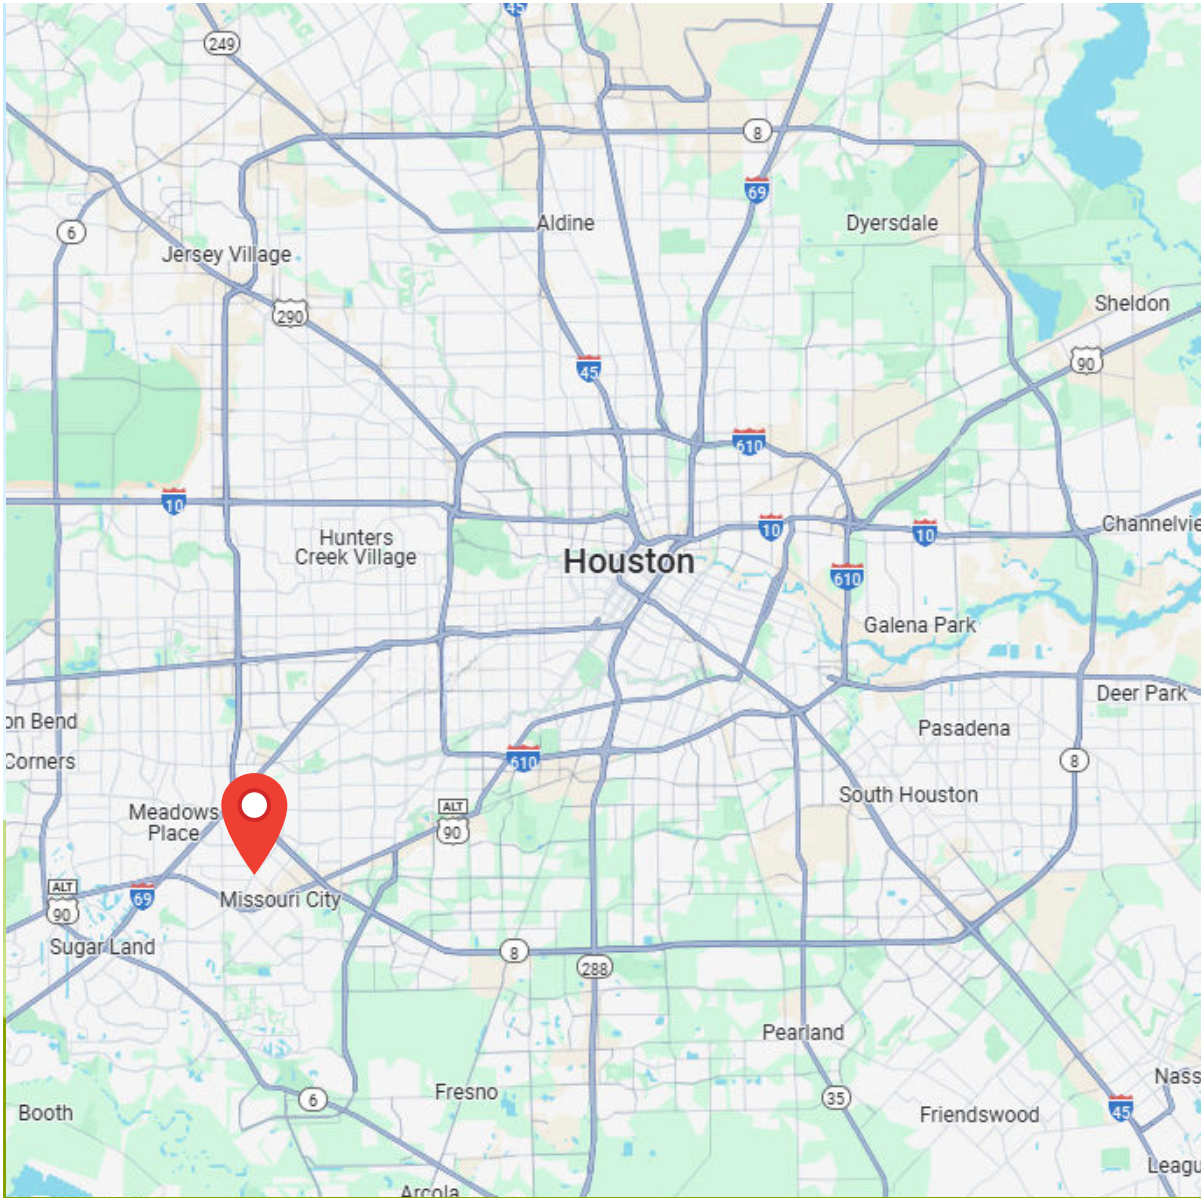 45
249
8
69
6
Aldine
Dyersdale
Jersey Village
Sheldon
290
90
45
610
10
Hunters
Creek Village
10
10
Channelvie
Houston
610
Galena Park
Deer Park
on Bend
Pasadena
Corners
610
8
South Houston
Meadows
Place
ALT
90
ALT
90
69
Missouri City
Sugar Land
8
288
Pearland
Nass
Fresno
6
35
45
Booth
Friendswood
Leagu
Arcola